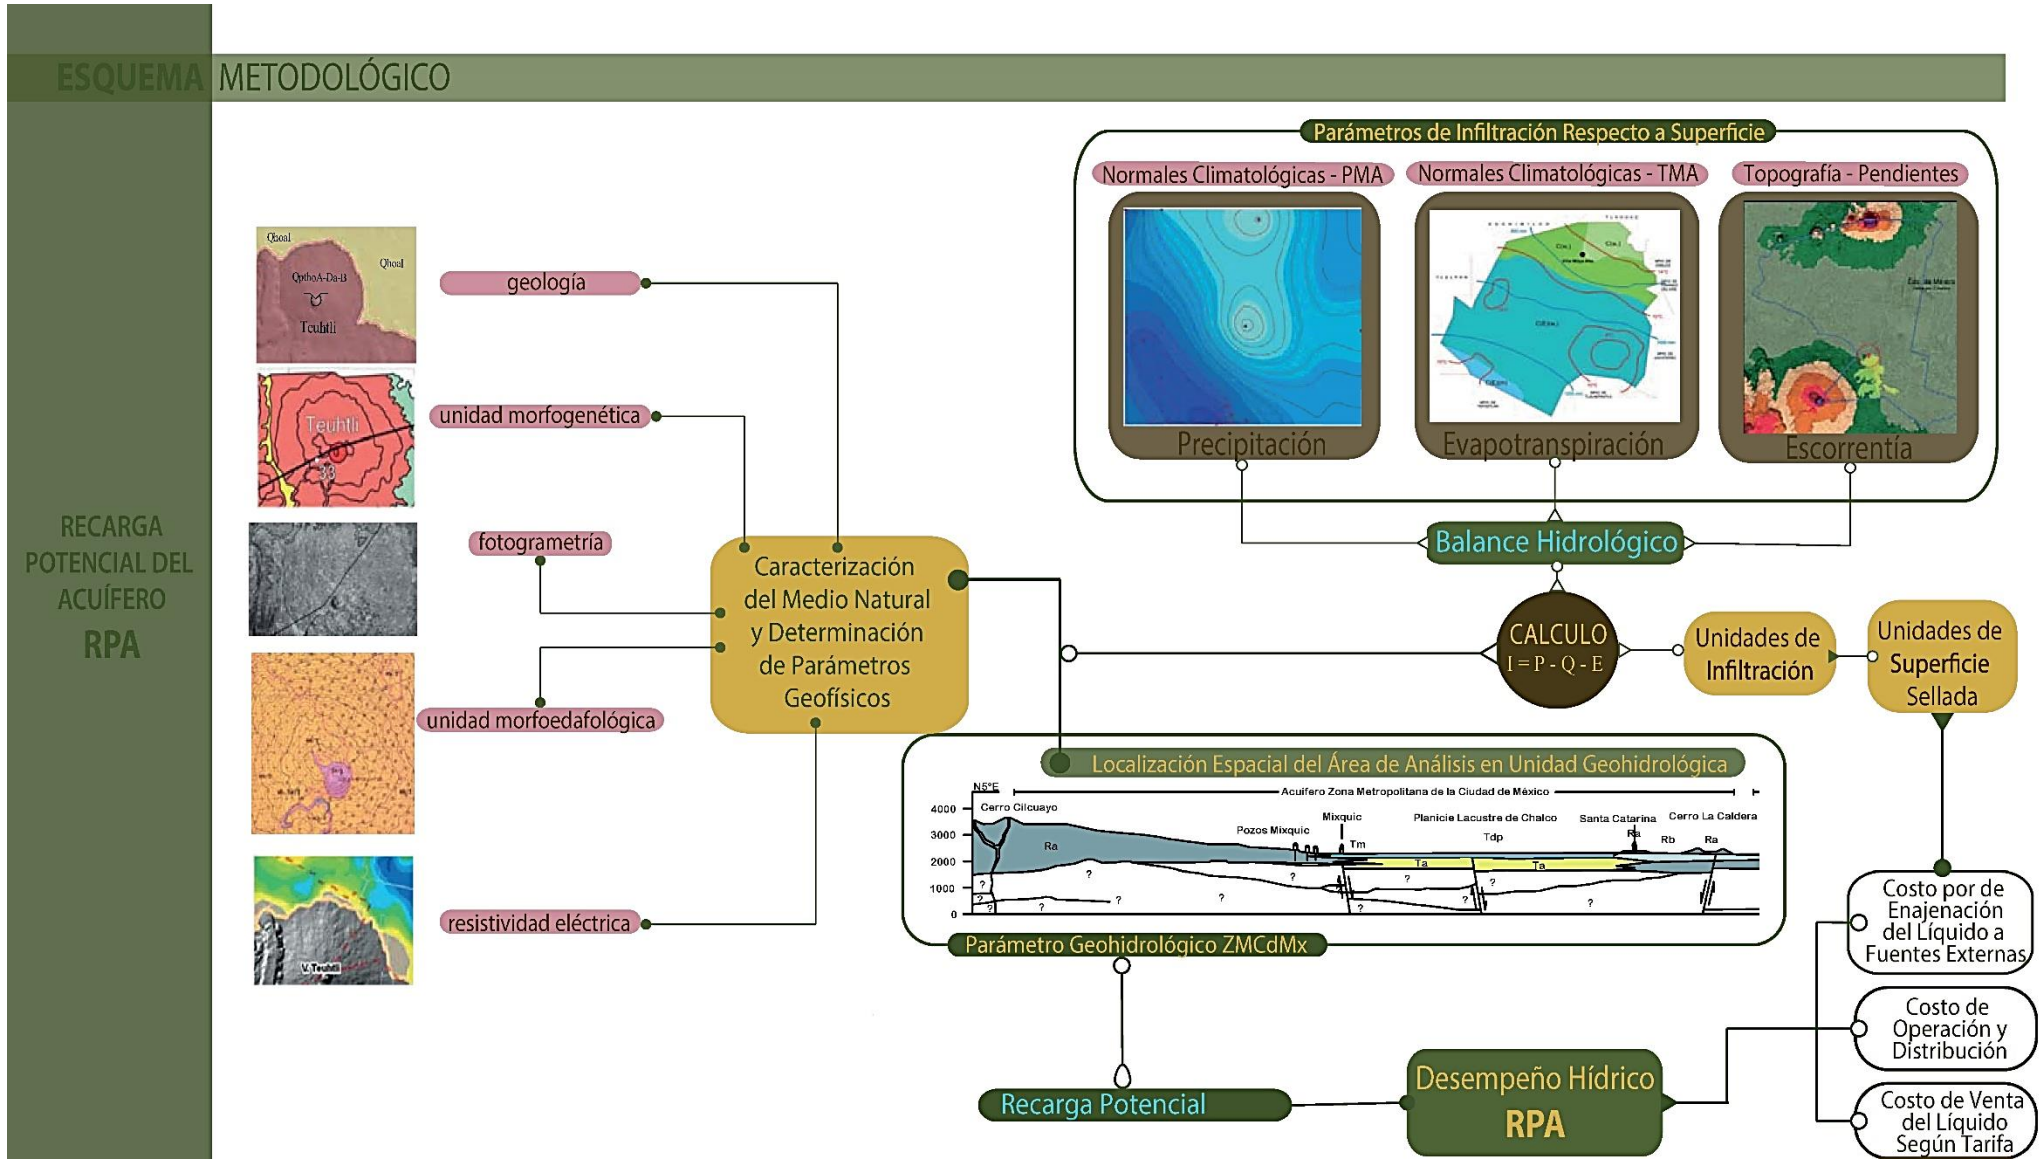 ESQUEMA METODOLÓGICO
RECARGA
POTENCIAL DEL
ACUÍFERO
RPA
Qhoal
Qhoal
QpthoA-Da-B
Teuhtli
geología
Teuhtli
33
unidad morfogenética
fotogrametría
unidad morfoedafológica
V. Teuhtli
resistividad eléctrica
Caracterización
del Medio Natural
y Determinación
de Parámetros
Geofísicos
Parámetros de Infiltración Respecto a Superficie
Normales Climatológicas - PMA
Normales Climatológicas - TMA
Topografía - Pendientes
Precipitación
Evapotranspiración
Escorrentía
Balance Hidrológico
CALCULO
I = P - Q - E
Unidades de
Infiltración
Unidades de
Superficie
Sellada
Localización Espacial del Área de Análisis en Unidad Geohidrológica
N5°E
Acuífero Zona Metropolitana de la Ciudad de México
4000
3000
2000
1000
0
Cerro Cilcuayo
Pozos Mixquic
Mixquic
Planicie Lacustre de Chalco
Santa Catarina
Cerro La Caldera
Ra
Tm
Tdp
Ra
Rb
Ra
Ta
Ta
?
?
?
?
?
?
?
?
?
?
?
?
?
Parámetro Geohidrológico ZMCdMx
Recarga Potencial
Desempeño Hídrico
RPA
Costo por de
Enajenación
del Líquido a
Fuentes Externas
Costo de
Operación y
Distribución
Costo de Venta
del Líquido
Según Tarifa